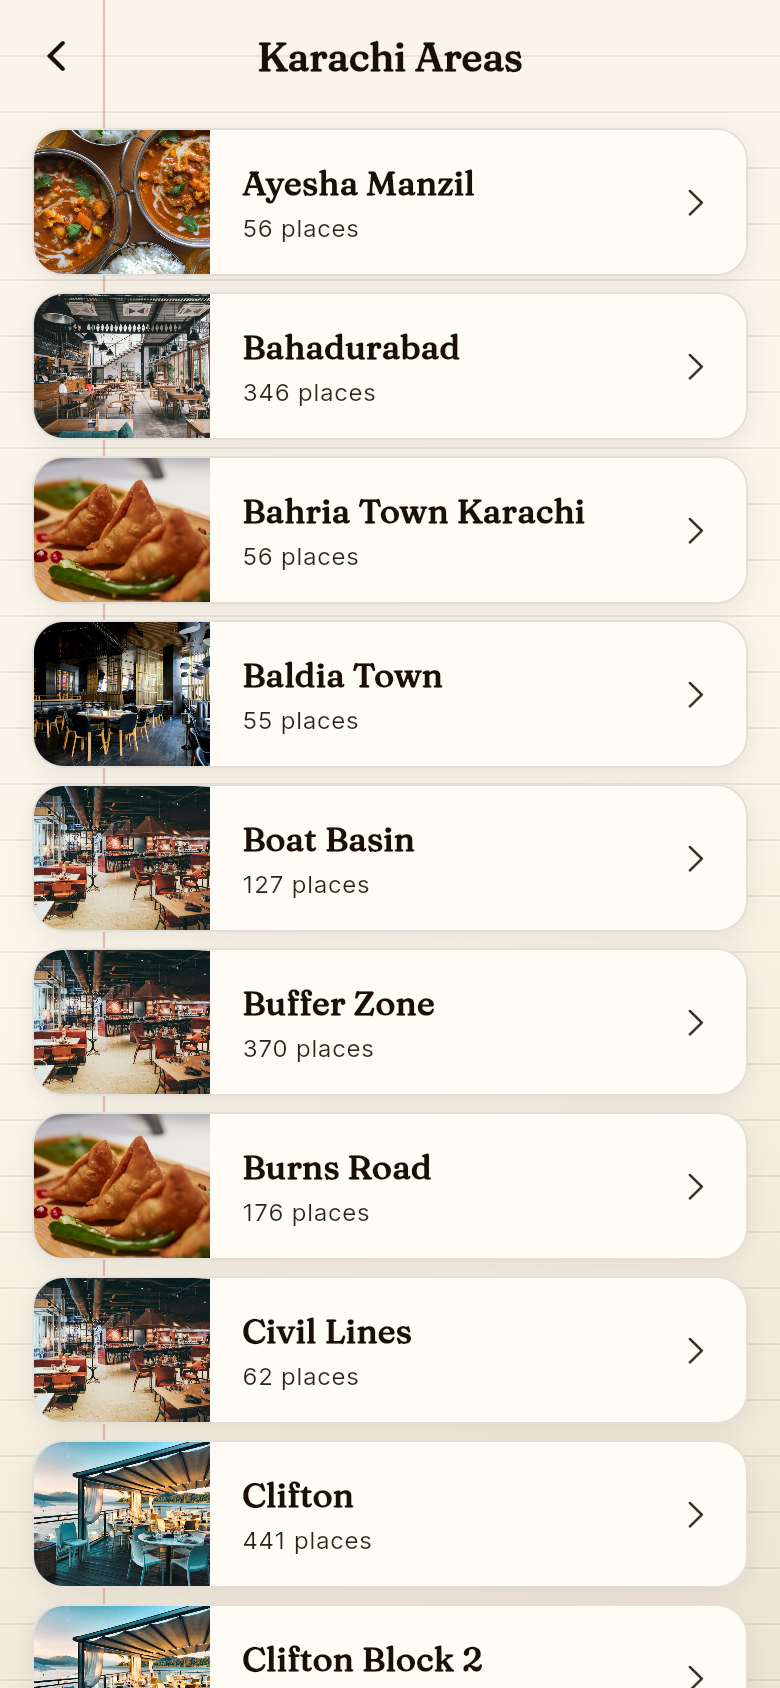 Karachi Areas
Ayesha Manzil
56 places
Bahadurabad
346 places
Bahria Town Karachi
56 places
Baldia Town
55 places
Boat Basin
127 places
Buffer Zone
370 places
Burns Road
176 places
Civil Lines
62 places
Clifton
441 places
Clifton Block 2